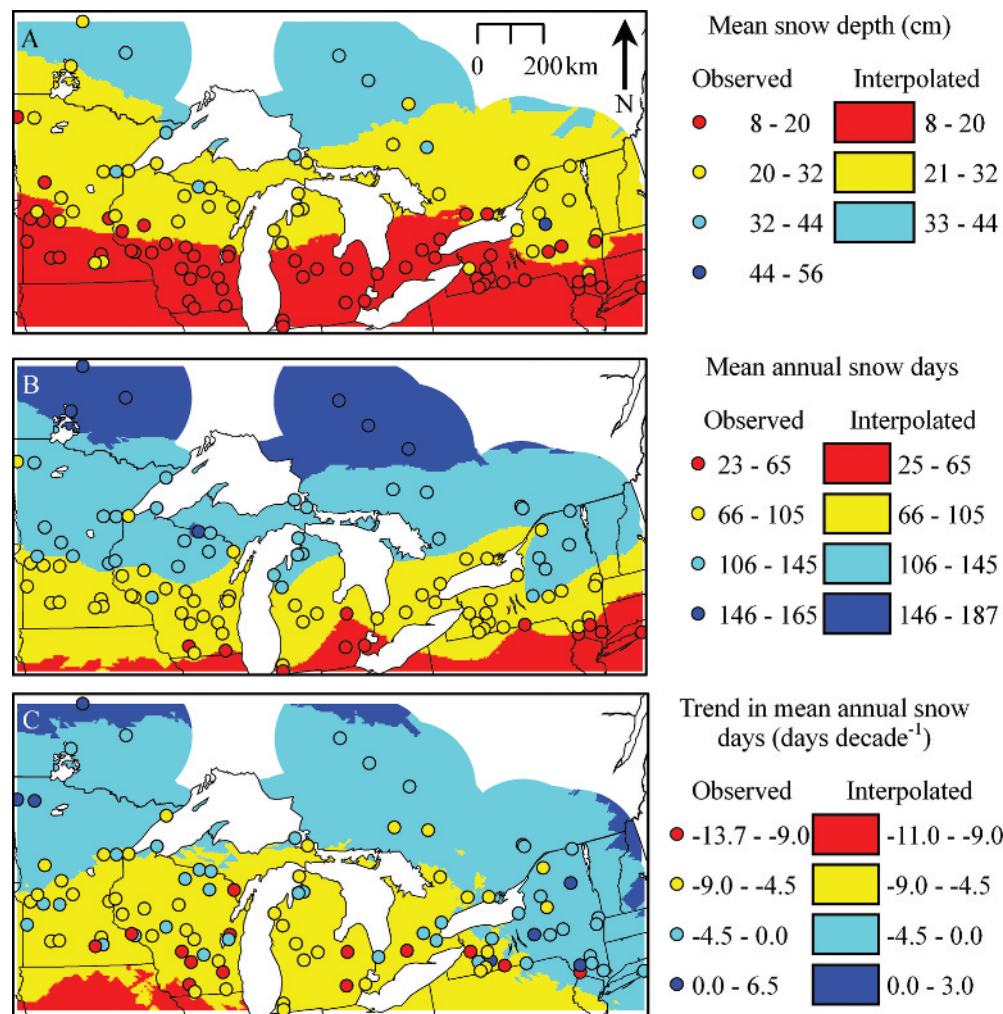 A
0 200 km
N
Mean snow depth (cm)
Observed Interpolated
8 - 20 8 - 20
20 - 32 21 - 32
32 - 44 33 - 44
44 - 56
B
Mean annual snow days
Observed Interpolated
23 - 65 25 - 65
66 - 105 66 - 105
106 - 145 106 - 145
146 - 165 146 - 187
C
Trend in mean annual snow
days (days decade-1)
Observed Interpolated
-13.7 - -9.0 -11.0 - -9.0
-9.0 - -4.5 -9.0 - -4.5
-4.5 - 0.0 -4.5 - 0.0
0.0 - 6.5 0.0 - 3.0